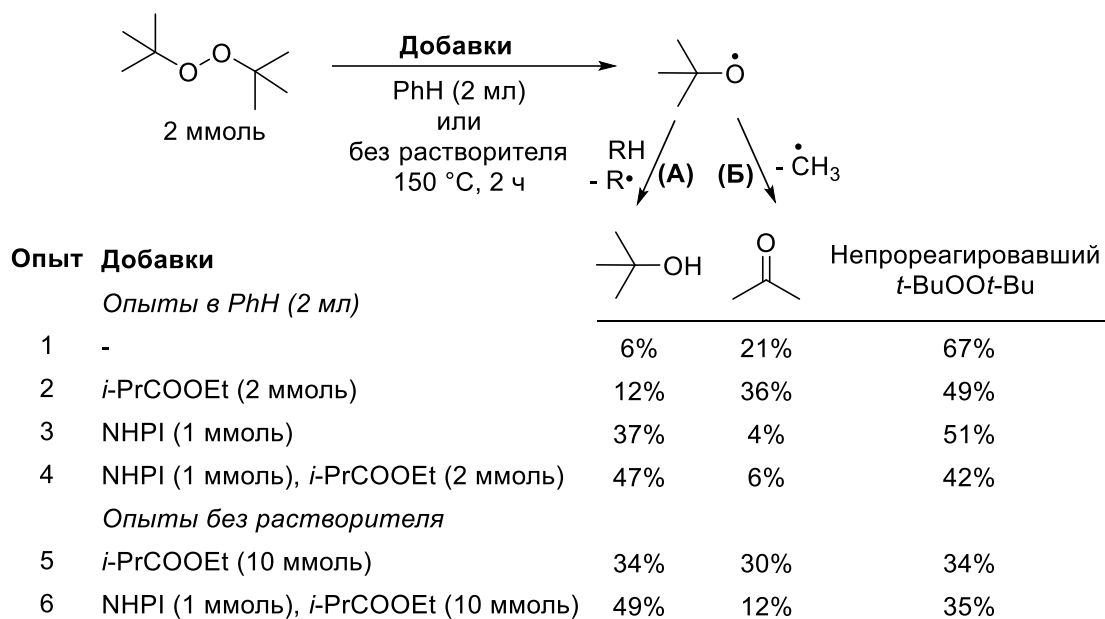 Добавки
PhH (2 мл)
или
без растворителя
150 °C, 2 ч
O
O
2 ммоль
O
RH
- R•
(А)
(Б)
- CH3
OH
O
Опыт Добавки
Непрореагировавший
t-BuOOt-Bu
Опыты в PhH (2 мл)
1 - 6% 21% 67%
2 i-PrCOOEt (2 ммоль) 12% 36% 49%
3 NHPI (1 ммоль) 37% 4% 51%
4 NHPI (1 ммоль), i-PrCOOEt (2 ммоль) 47% 6% 42%
Опыты без растворителя
5 i-PrCOOEt (10 ммоль) 34% 30% 34%
6 NHPI (1 ммоль), i-PrCOOEt (10 ммоль) 49% 12% 35%